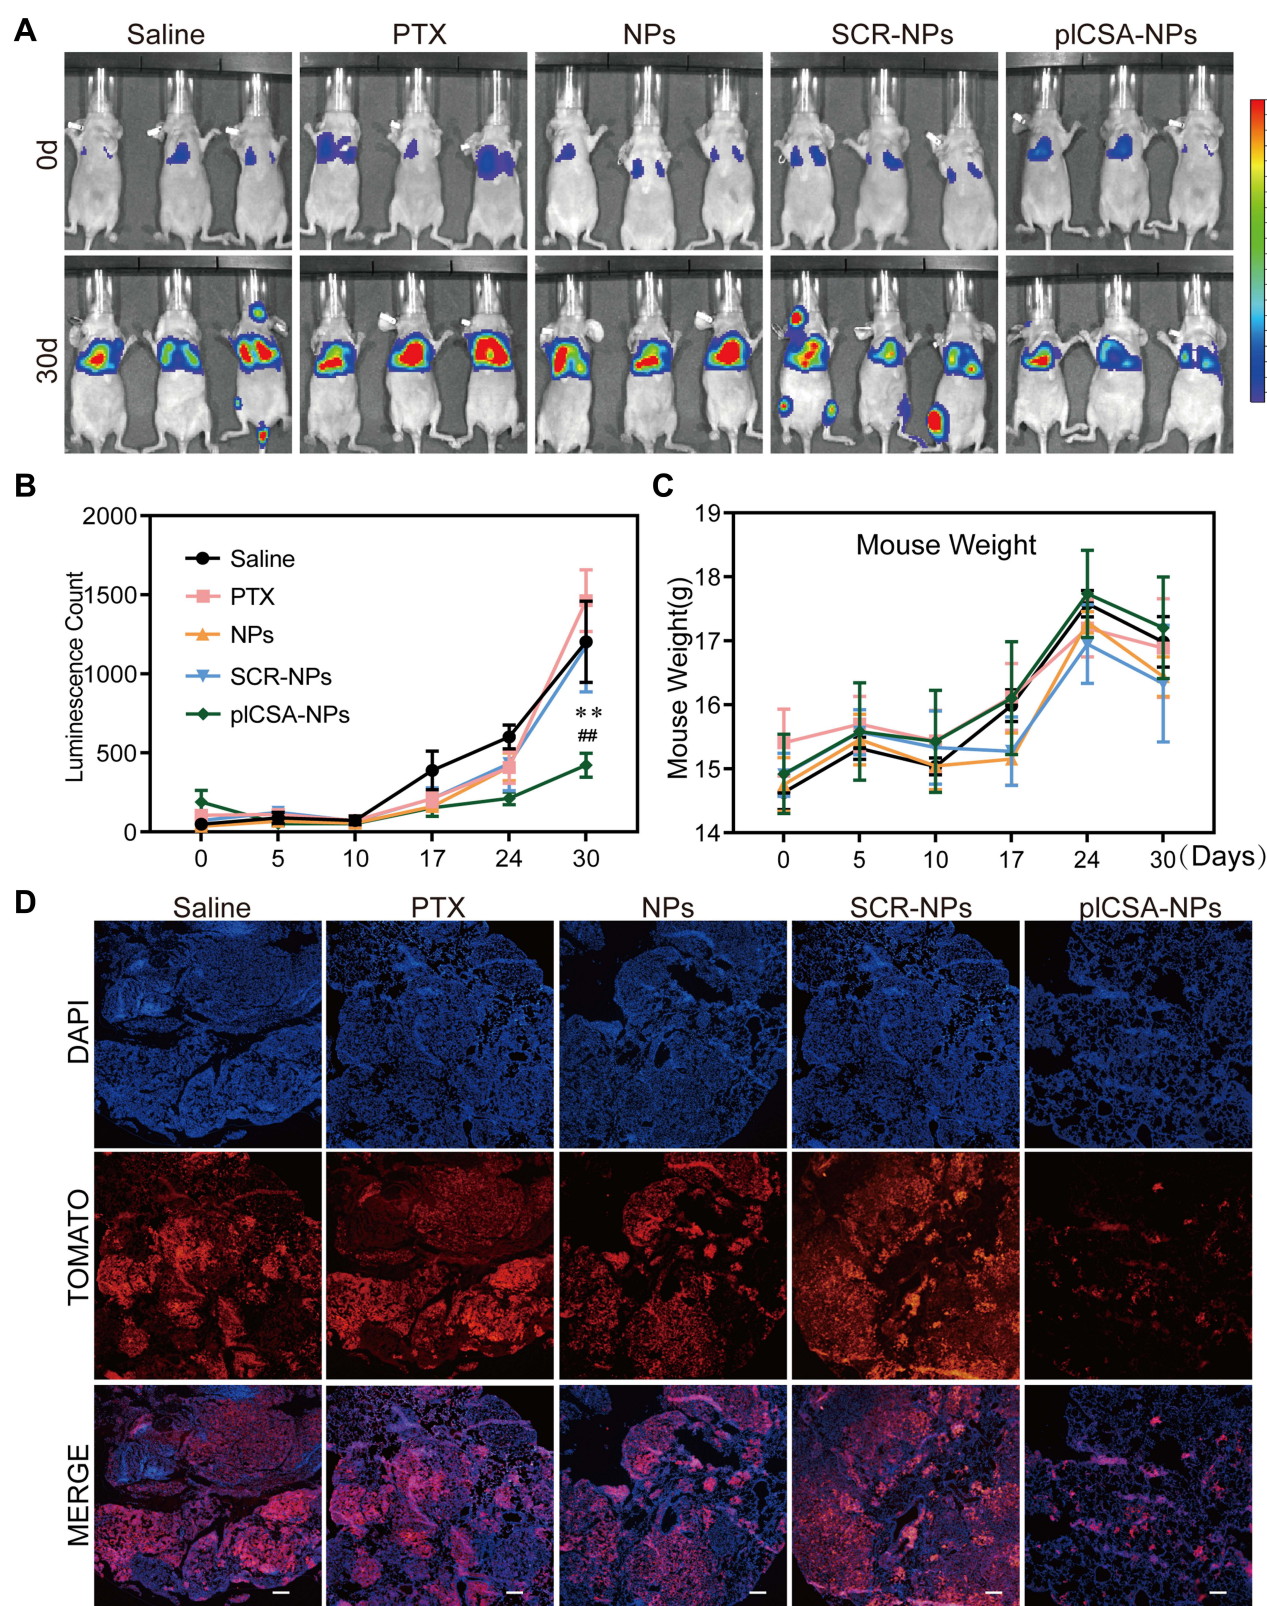 A
Saline PTX NPs SCR-NPs plCSA-NPs
0d
30d
B
2000
1500
1000
500
0
Luminescence Count
Saline
PTX
NPs
SCR-NPs
plCSA-NPs
**
##
0 5 10 17 24 30
C
Mouse Weight
19
18
17
16
15
14
Mouse Weight(g)
0 5 10 17 24 30 (Days)
D
Saline PTX NPs SCR-NPs plCSA-NPs
DAPI
TOMATO
MERGE